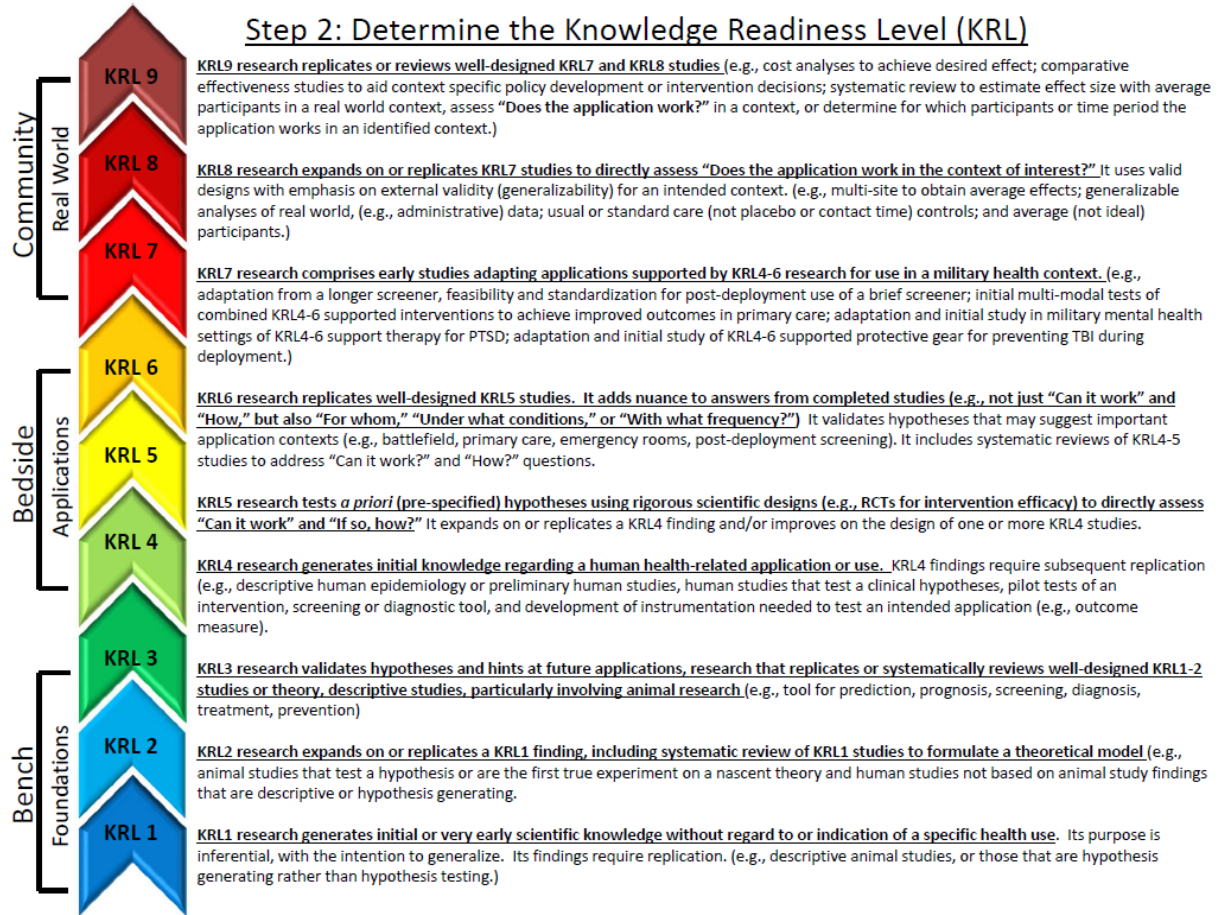 Step 2: Determine the Knowledge Readiness Level (KRL)
Community
Real World
Bedside
Applications
Bench
Foundations
KRL 9
KRL9 research replicates or reviews well-designed KRL7 and KRL8 studies (e.g., cost analyses to achieve desired effect; comparative
effectiveness studies to aid context specific policy development or intervention decisions; systematic review to estimate effect size with average
participants in a real world context, assess “Does the application work?” in a context, or determine for which participants or time period the
application works in an identified context.)
KRL 8
KRL8 research expands on or replicates KRL7 studies to directly assess “Does the application work in the context of interest?” It uses valid
designs with emphasis on external validity (generalizability) for an intended context. (e.g., multi-site to obtain average effects; generalizable
analyses of real world, (e.g., administrative) data; usual or standard care (not placebo or contact time) controls; and average (not ideal)
participants.)
KRL 7
KRL7 research comprises early studies adapting applications supported by KRL4-6 research for use in a military health context. (e.g.,
adaptation from a longer screener, feasibility and standardization for post-deployment use of a brief screener; initial multi-modal tests of
combined KRL4-6 supported interventions to achieve improved outcomes in primary care; adaptation and initial study in military mental health
settings of KRL4-6 support therapy for PTSD; adaptation and initial study of KRL4-6 supported protective gear for preventing TBI during
deployment.)
KRL 6
KRL6 research replicates well-designed KRL5 studies. It adds nuance to answers from completed studies (e.g., not just “Can it work” and
“How,” but also “For whom,” “Under what conditions,” or “With what frequency?”) It validates hypotheses that may suggest important
application contexts (e.g., battlefield, primary care, emergency rooms, post-deployment screening). It includes systematic reviews of KRL4-5
studies to address “Can it work?” and “How?” questions.
KRL 5
KRL5 research tests a priori (pre-specified) hypotheses using rigorous scientific designs (e.g., RCTs for intervention efficacy) to directly assess
“Can it work” and “If so, how?” It expands on or replicates a KRL4 finding and/or improves on the design of one or more KRL4 studies.
KRL 4
KRL4 research generates initial knowledge regarding a human health-related application or use. KRL4 findings require subsequent replication
(e.g., descriptive human epidemiology or preliminary human studies, human studies that test a clinical hypotheses, pilot tests of an
intervention, screening or diagnostic tool, and development of instrumentation needed to test an intended application (e.g., outcome
measure).
KRL 3
KRL3 research validates hypotheses and hints at future applications, research that replicates or systematically reviews well-designed KRL1-2
studies or theory, descriptive studies, particularly involving animal research (e.g., tool for prediction, prognosis, screening, diagnosis,
treatment, prevention)
KRL 2
KRL2 research expands on or replicates a KRL1 finding, including systematic review of KRL1 studies to formulate a theoretical model (e.g.,
animal studies that test a hypothesis or are the first true experiment on a nascent theory and human studies not based on animal study findings
that are descriptive or hypothesis generating.
KRL 1
KRL1 research generates initial or very early scientific knowledge without regard to or indication of a specific health use. Its purpose is
inferential, with the intention to generalize. Its findings require replication. (e.g., descriptive animal studies, or those that are hypothesis
generating rather than hypothesis testing.)